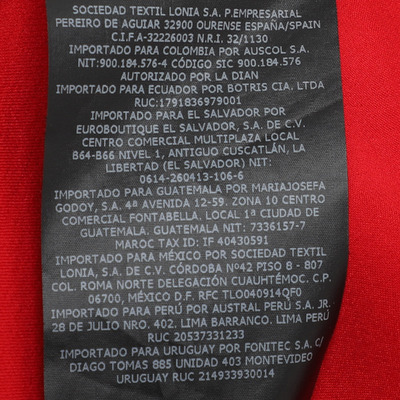 SOCIEDAD TEXTIL LONIA S.A. P.EMPRESARIAL
PEREIRO DE AGUIAR 32900 OURENSE ESPAÑA/SPAIN
C.I.F.A-32226003 N.R.I. 32/1130
IMPORTADO PARA COLOMBIA POR AUSCOL S.A.
NIT:900.184.576-4 CÓDIGO SIC 900.184.576
AUTORIZADO POR LA DIAN
IMPORTADO PARA ECUADOR POR BOTRIS CIA. LTDA
RUC:1791836979001
IMPORTADO PARA EL SALVADOR POR
EUROBOUTIQUE EL SALVADOR, S.A. DE C.V.
CENTRO COMERCIAL MULTIPLAZA LOCAL
B64-B66 NIVEL 1, ANTIGUO CUSCATLÁN, LA
LIBERTAD (EL SALVADOR) NIT:
0614-260413-106-6
IMPORTADO PARA GUATEMALA POR MARIAJOSEFA
GODOY, S.A. 4ª AVENIDA 12-59. ZONA 10 CENTRO
COMERCIAL FONTABELLA. LOCAL 1ª CIUDAD DE
GUATEMALA. GUATEMALA NIT: 7336157-7
MAROC TAX ID: IF 40430591
IMPORTADO PARA MÉXICO POR SOCIEDAD TEXTIL
LONIA, S.A. DE C.V. CÓRDOBA Nº42 PISO 8 - 807
COL. ROMA NORTE DELEGACIÓN CUAUHTÉMOC. C.P.
06700, MÉXICO D.F. RFC TLO040914QF0
IMPORTADO PARA PERÚ POR AUSTRAL PERÚ S.A. JR.
28 DE JULIO NRO. 402. LIMA BARRANCO. LIMA PERÚ
RUC 20537331233
IMPORTADO PARA URUGUAY POR FONITEC S.A. C/
DIAGO TOMAS 885 UNIDAD 403 MONTEVIDEO
URUGUAY RUC 214933930014